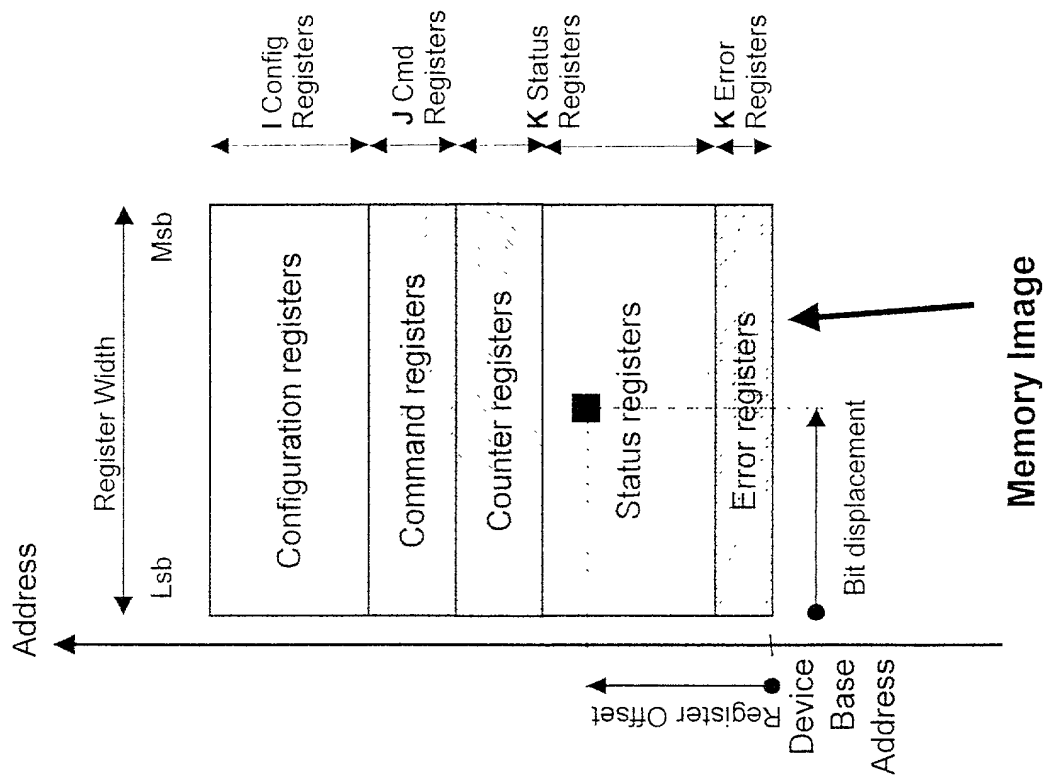 Address
Register Width
Lsb
Msb
Configuration registers
I Config
Registers
Command registers
J Cmd
Registers
Counter registers
Status registers
K Status
Registers
Error registers
K Error
Registers
Register Offset
Device
Base
Address
Bit displacement
Memory Image